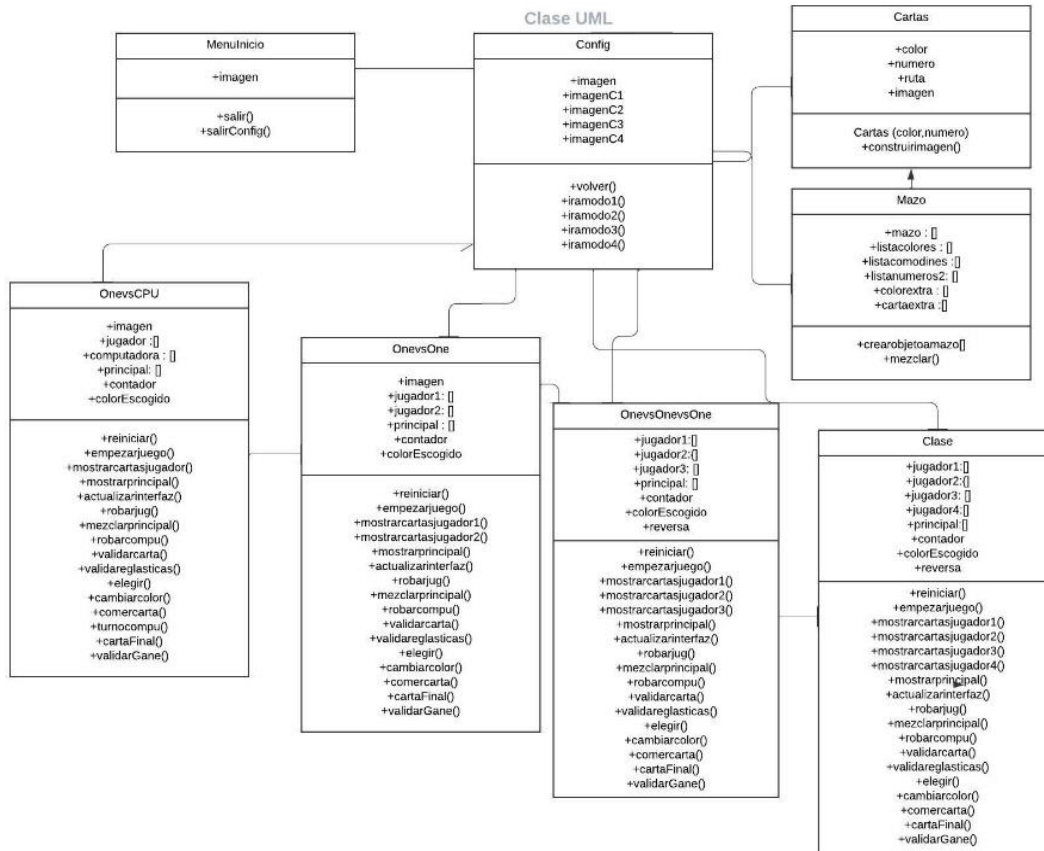 Clase UML
MenuInicio
+imagen
+salir()
+salirConfig()
Config
+imagen
+imagenC1
+imagenC2
+imagenC3
+imagenC4
+volver()
+iramodo1()
+iramodo2()
+iramodo3()
+iramodo4()
Cartas
+color
+numero
+ruta
+imagen
Cartas (color,numero)
+construirimagen()
Mazo
+mazo : []
+listacolores : []
+listacomodines :[]
+listanumeros2: []
+colorextra : []
+cartaextra :[]
+crearobjetoamazo[]
+mezclar()
OnevsCPU
+imagen
+jugador :[]
+computadora : []
+principal: []
+contador
+colorEscogido
+reiniciar()
+empezarjuego()
+mostrarcartasjugador()
+mostrarprincipal()
+actualizarinterfaz()
+robarjug()
+mezclarprincipal()
+robarcompu()
+validarcarta()
+validareglasticas()
+elegir()
+cambiarcolor()
+comercarta()
+turnocompu()
+cartaFinal()
+validarGane()
OnevsOne
+imagen
+jugador1: []
+jugador2: []
+principal : []
+contador
+colorEscogido
+reiniciar()
+empezarjuego()
+mostrarcartasjugador1()
+mostrarcartasjugador2()
+mostrarprincipal()
+actualizarinterfaz()
+robarjug()
+mezclarprincipal()
+robarcompu()
+validarcarta()
+validareglasticas()
+elegir()
+cambiarcolor()
+comercarta()
+cartaFinal()
+validarGane()
OnevsOnevsOne
+jugador1:[]
+jugador2:[]
+jugador3: []
+principal: []
+contador
+colorEscogido
+reversa
+reiniciar()
+empezarjuego()
+mostrarcartasjugador1()
+mostrarcartasjugador2()
+mostrarcartasjugador3()
+mostrarprincipal()
+actualizarinterfaz()
+robarjug()
+mezclarprincipal()
+robarcompu()
+validarcarta()
+validareglasticas()
+elegir()
+cambiarcolor()
+comercarta()
+cartaFinal()
+validarGane()
Clase
+jugador1:[]
+jugador2:[]
+jugador3: []
+jugador4:[]
+principal:[]
+contador
+colorEscogido
+reversa
+reiniciar()
+empezarjuego()
+mostrarcartasjugador1()
+mostrarcartasjugador2()
+mostrarcartasjugador3()
+mostrarcartasjugador4()
+mostrarprincipal()
+actualizarinterfaz()
+robarjug()
+mezclarprincipal()
+robarcompu()
+validarcarta()
+validareglasticas()
+elegir()
+cambiarcolor()
+comercarta()
+cartaFinal()
+validarGane()